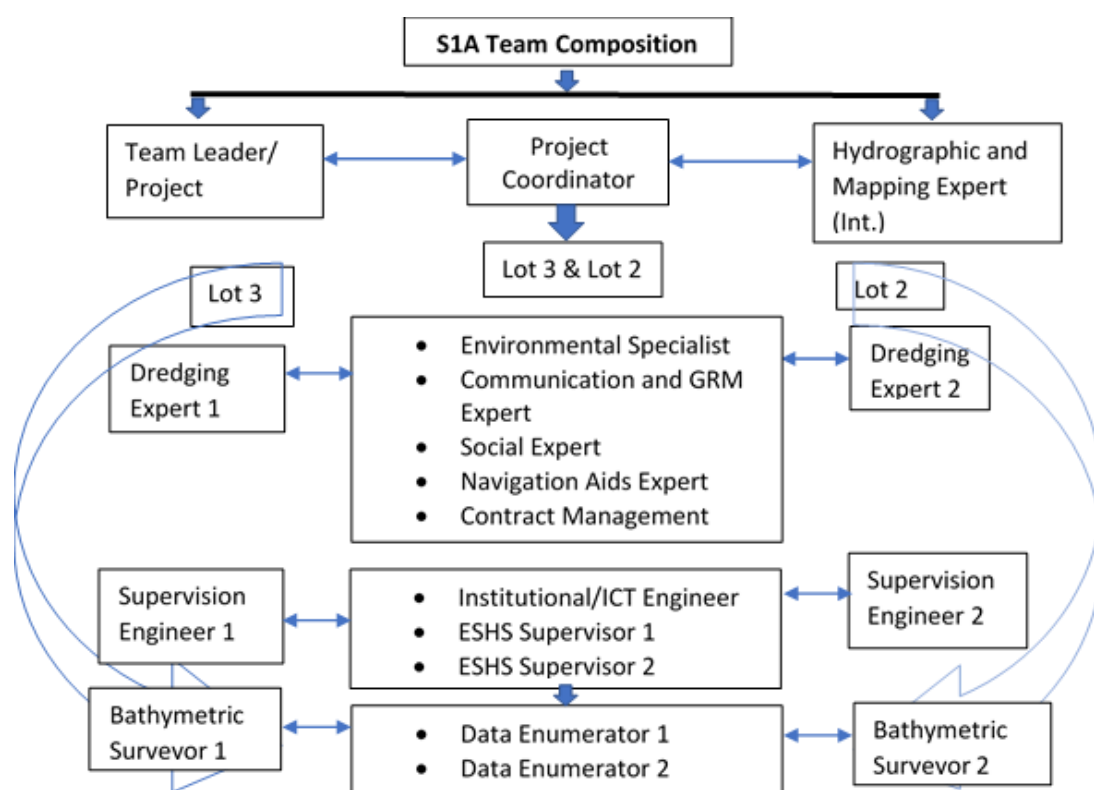 S1A Team Composition
Team Leader/
Project
Project
Coordinator
Hydrographic and
Mapping Expert
(Int.)
Lot 3 & Lot 2
Lot 3
Lot 2
Dredging
Expert 1
• Environmental Specialist
• Communication and GRM
Expert
• Social Expert
• Navigation Aids Expert
• Contract Management
Dredging
Expert 2
Supervision
Engineer 1
• Institutional/ICT Engineer
• ESHS Supervisor 1
• ESHS Supervisor 2
Supervision
Engineer 2
Bathymetric
Surveyor 1
• Data Enumerator 1
• Data Enumerator 2
Bathymetric
Surveyor 2